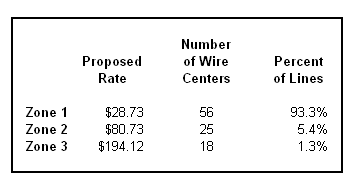 Number
Proposed of Wire Percent
Rate Centers of Lines
Zone 1 $28.73 56 93.3%
Zone 2 $80.73 25 5.4%
Zone 3 $194.12 18 1.3%